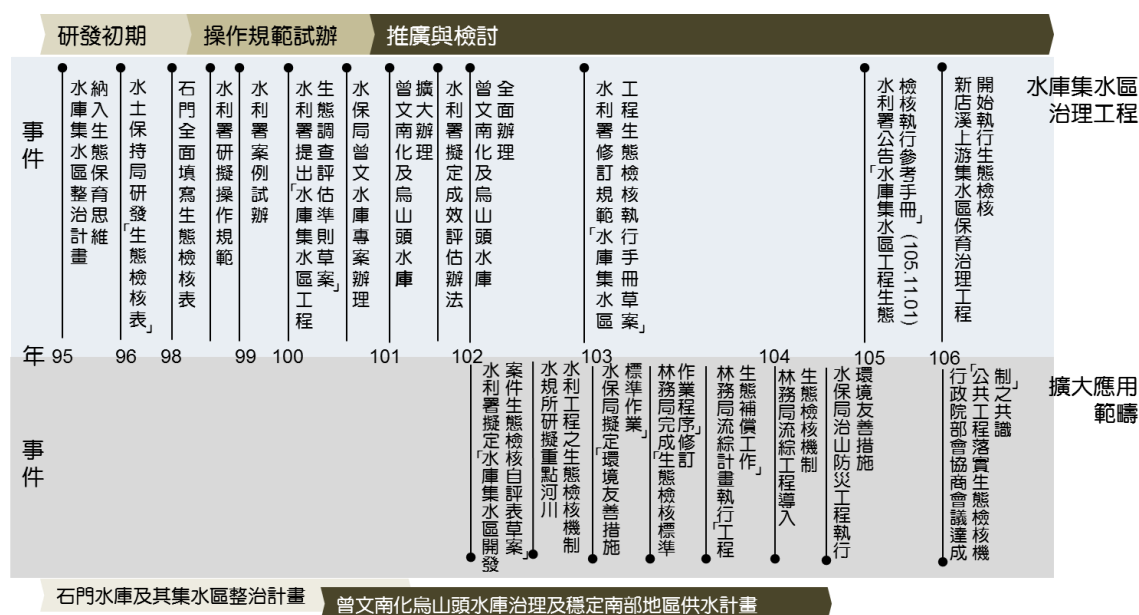 研發初期
操作規範試辦
推廣與檢討
事件
水庫集水區整治計畫
納入生態保育思維
水土保持局研發「生態檢核表」
石門全面填寫生態檢核表
水利署研擬操作規範
水利署案例試辦
水利署提出「水庫集水區工程
生態調查評估準則草案」
水保局曾文水庫專案辦理
曾文南化及烏山頭水庫
擴大辦理
水利署擬定成效評估辦法
曾文南化及烏山頭水庫
全面辦理
水利署修訂規範「水庫集水區
工程生態檢核執行手冊草案」
水利署公告「水庫集水區工程生態
檢核執行參考手冊」(105.11.01)
新店溪上游集水區保育治理工程
開始執行生態檢核
水庫集水區
治理工程
年 95 96 98 99 100 101 102 103 104 105 106
事件
水利署擬定「水庫集水區開發
案件生態檢核自評表草案」
水規所研擬重點河川
水利工程之生態檢核機制
水保局擬定「環境友善措施
標準作業」
林務局完成「生態檢核標準
作業程序」修訂
林務局流綜計畫執行「工程
生態補償工作」
林務局流綜工程導入
生態檢核機制
水保局治山防災工程執行
環境友善措施
行政院部會協商會議達成
「公共工程落實生態檢核機
制」之共識
擴大應用
範疇
石門水庫及其集水區整治計畫
曾文南化烏山頭水庫治理及穩定南部地區供水計畫